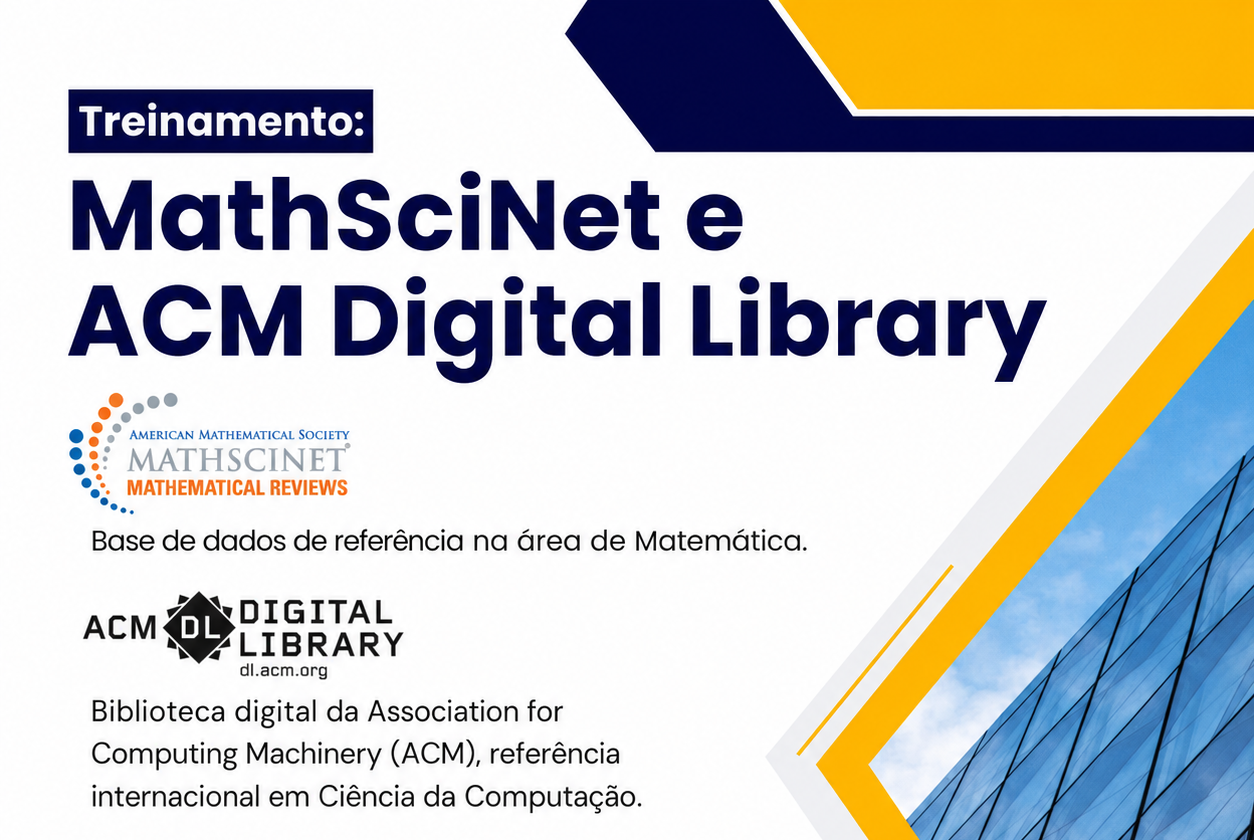 Treinamento:
MathSciNet e
ACM Digital Library
AMERICAN MATHEMATICAL SOCIETY
MATHSCINET®
MATHEMATICAL REVIEWS
Base de dados de referência na área de Matemática.
ACM DL DIGITAL
LIBRARY
dl.acm.org
Biblioteca digital da Association for
Computing Machinery (ACM), referência
internacional em Ciência da Computação.